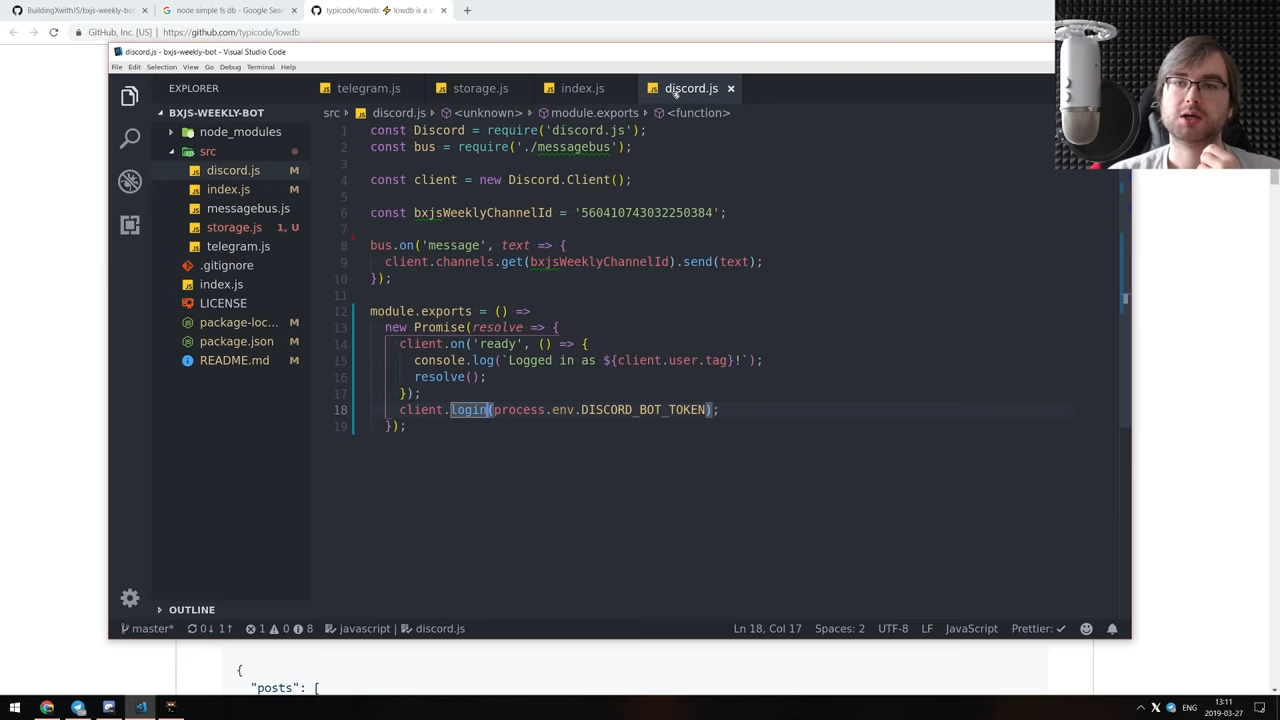 BuildingXwithJS/bxjs-weekly-bot
node simple fs db - Google Sear
typicode/lowdb: ⚡ lowdb is a s
GitHub, Inc. [US] | https://github.com/typicode/lowdb
discord.js - bxjs-weekly-bot - Visual Studio Code
File Edit Selection View Go Debug Terminal Help
EXPLORER
telegram.js storage.js index.js discord.js
BXJS-WEEKLY-BOT
src discord.js <unknown> module.exports <function>
node_modules
src
discord.js M
index.js M
messagebus.js
storage.js 1, U
telegram.js
.gitignore
index.js
LICENSE
package-loc... M
package.json M
README.md M
OUTLINE
1 const Discord = require('discord.js');
2 const bus = require('./messagebus');
3
4 const client = new Discord.Client();
5
6 const bxjsWeeklyChannelId = '560410743032250384';
7
8 bus.on('message', text => {
9 client.channels.get(bxjsWeeklyChannelId).send(text);
10 });
11
12 module.exports = () =>
13 new Promise(resolve => {
14 client.on('ready', () => {
15 console.log(`Logged in as ${client.user.tag}!`);
16 resolve();
17 });
18 client.login(process.env.DISCORD_BOT_TOKEN);
19 });
master* 0↓ 1↑ 1 0 8 javascript | discord.js Ln 18, Col 17 Spaces: 2 UTF-8 LF JavaScript Prettier: ✓
{
"posts": [
ENG
13:11
2019-03-27